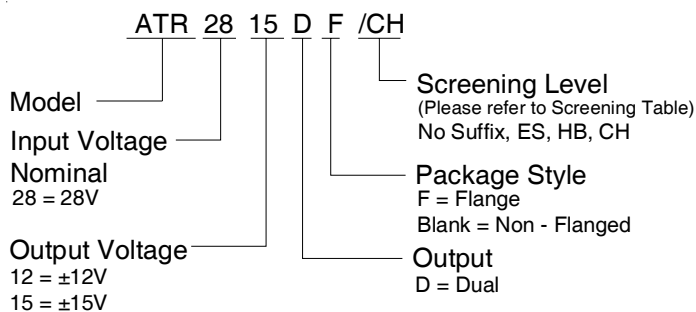 ATR 28 15 D F /CH
Model
Input Voltage
Nominal
28 = 28V
Output Voltage
12 = ±12V
15 = ±15V
Screening Level
(Please refer to Screening Table)
No Suffix, ES, HB, CH
Package Style
F = Flange
Blank = Non - Flanged
Output
D = Dual